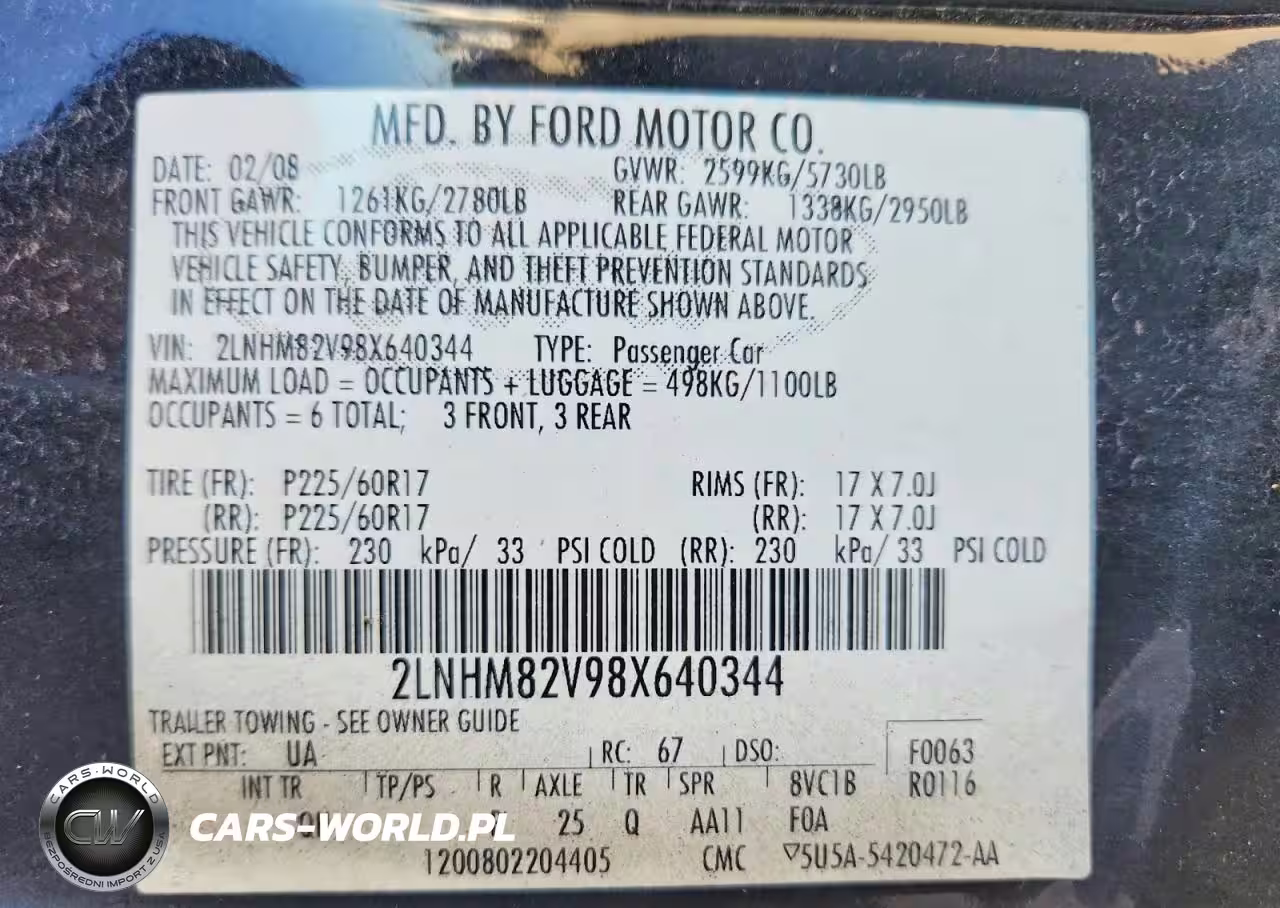 MFD. BY FORD MOTOR CO.
DATE: 02/08 GVWR: 2599KG/5730LB
FRONT GAWR: 1261KG/2780LB REAR GAWR: 1338KG/2950LB
THIS VEHICLE CONFORMS TO ALL APPLICABLE FEDERAL MOTOR
VEHICLE SAFETY, BUMPER, AND THEFT PREVENTION STANDARDS
IN EFFECT ON THE DATE OF MANUFACTURE SHOWN ABOVE.
VIN: 2LNHM82V98X640344 TYPE: Passenger Car
MAXIMUM LOAD = OCCUPANTS + LUGGAGE = 498KG/1100LB
OCCUPANTS = 6 TOTAL; 3 FRONT, 3 REAR
TIRE (FR): P225/60R17 RIMS (FR): 17 X 7.0J
(RR): P225/60R17 (RR): 17 X 7.0J
PRESSURE (FR): 230 kPa/ 33 PSI COLD (RR): 230 kPa/ 33 PSI COLD
2LNHM82V98X640344
TRAILER TOWING - SEE OWNER GUIDE
EXT PNT: UA RC: 67 DSO: F0063
INT TR TP/PS R AXLE TR SPR 8VC1B R0116
25 Q AA11 F0A
1200802204405 CMC ▽5U5A-5420472-AA
CARS-WORLD
CW
BEZPOŚREDNI IMPORT Z USA
CARS-WORLD.PL